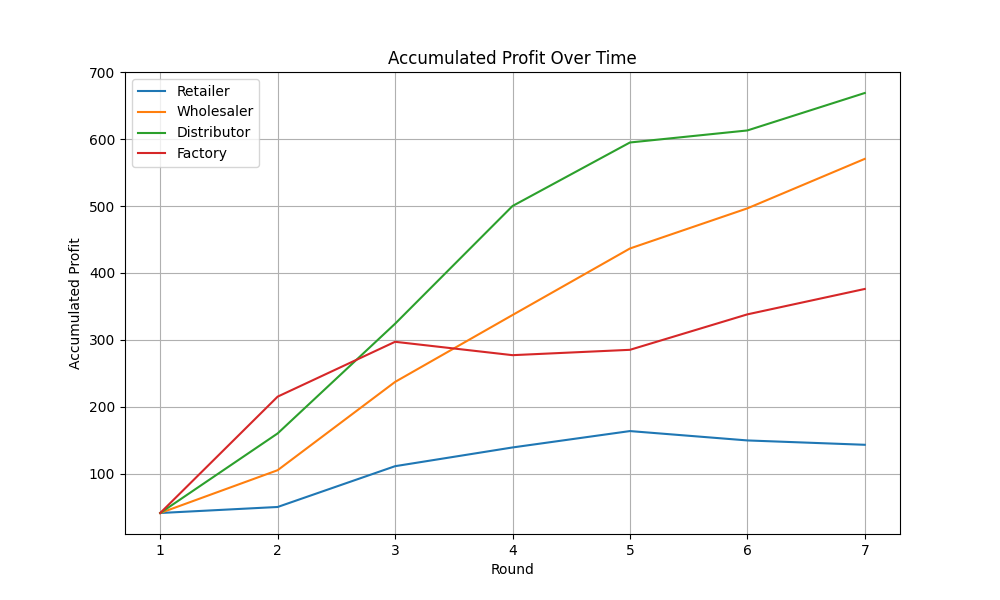 Accumulated Profit Over Time
700
600
500
400
300
200
100
Accumulated Profit
Retailer
Wholesaler
Distributor
Factory
1 2 3 4 5 6 7
Round